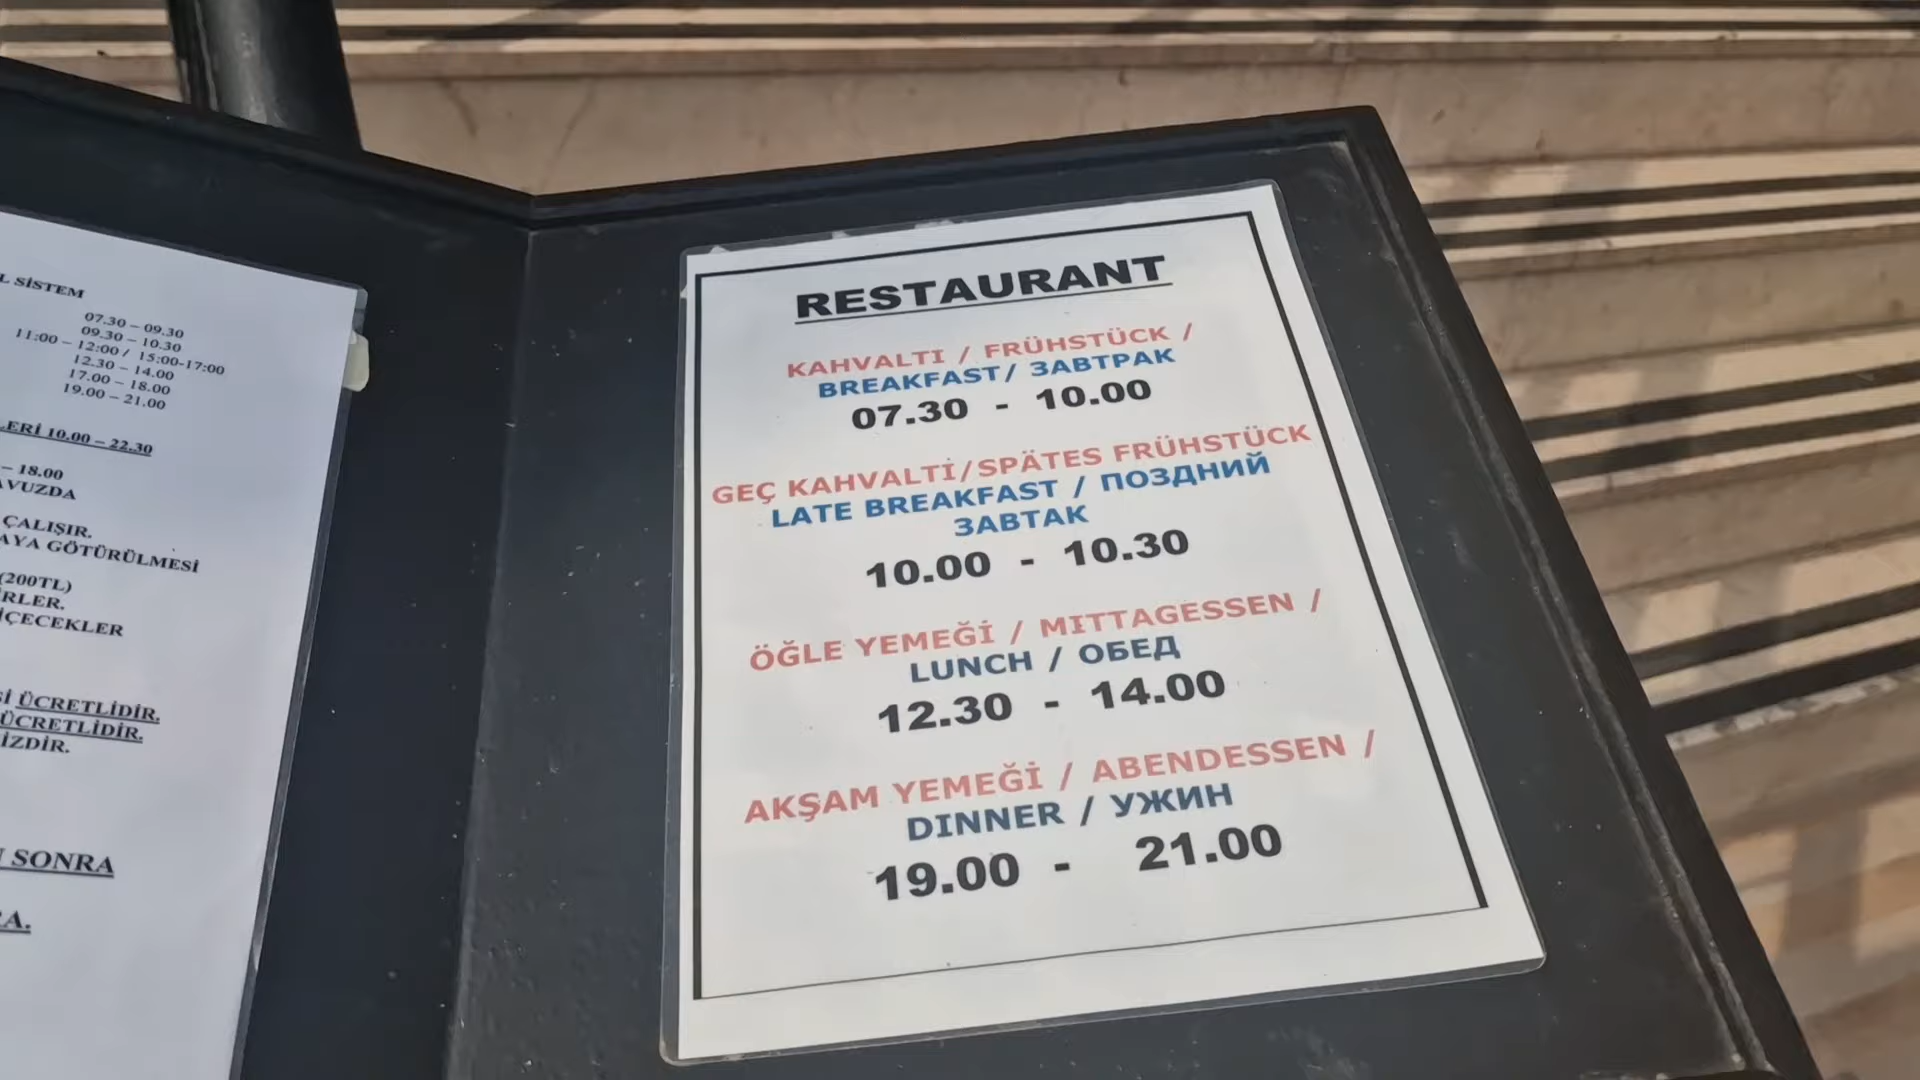 L SİSTEM
07.30 – 09.30
09.30 – 10.30
11:00 – 12:00 / 15:00-17:00
12.30 – 14.00
17.00 – 18.00
19.00 – 21.00
ERİ 10.00 – 22.30
– 18.00
AVUZDA
ÇALIŞIR.
AYA GÖTÜRÜLMESİ
(200TL)
RLER.
İÇECEKLER
Sİ ÜCRETLİDİR.
ÜCRETLİDİR.
İZDİR.
SONRA
RA.
RESTAURANT
KAHVALTI / FRÜHSTÜCK /
BREAKFAST/ ЗАВТРАК
07.30 - 10.00
GEÇ KAHVALTİ/SPÄTES FRÜHSTÜCK
LATE BREAKFAST / ПОЗДНИЙ
ЗАВТАК
10.00 - 10.30
ÖĞLE YEMEĞİ / MITTAGESSEN /
LUNCH / ОБЕД
12.30 - 14.00
AKŞAM YEMEĞİ / ABENDESSEN /
DINNER / УЖИН
19.00 - 21.00